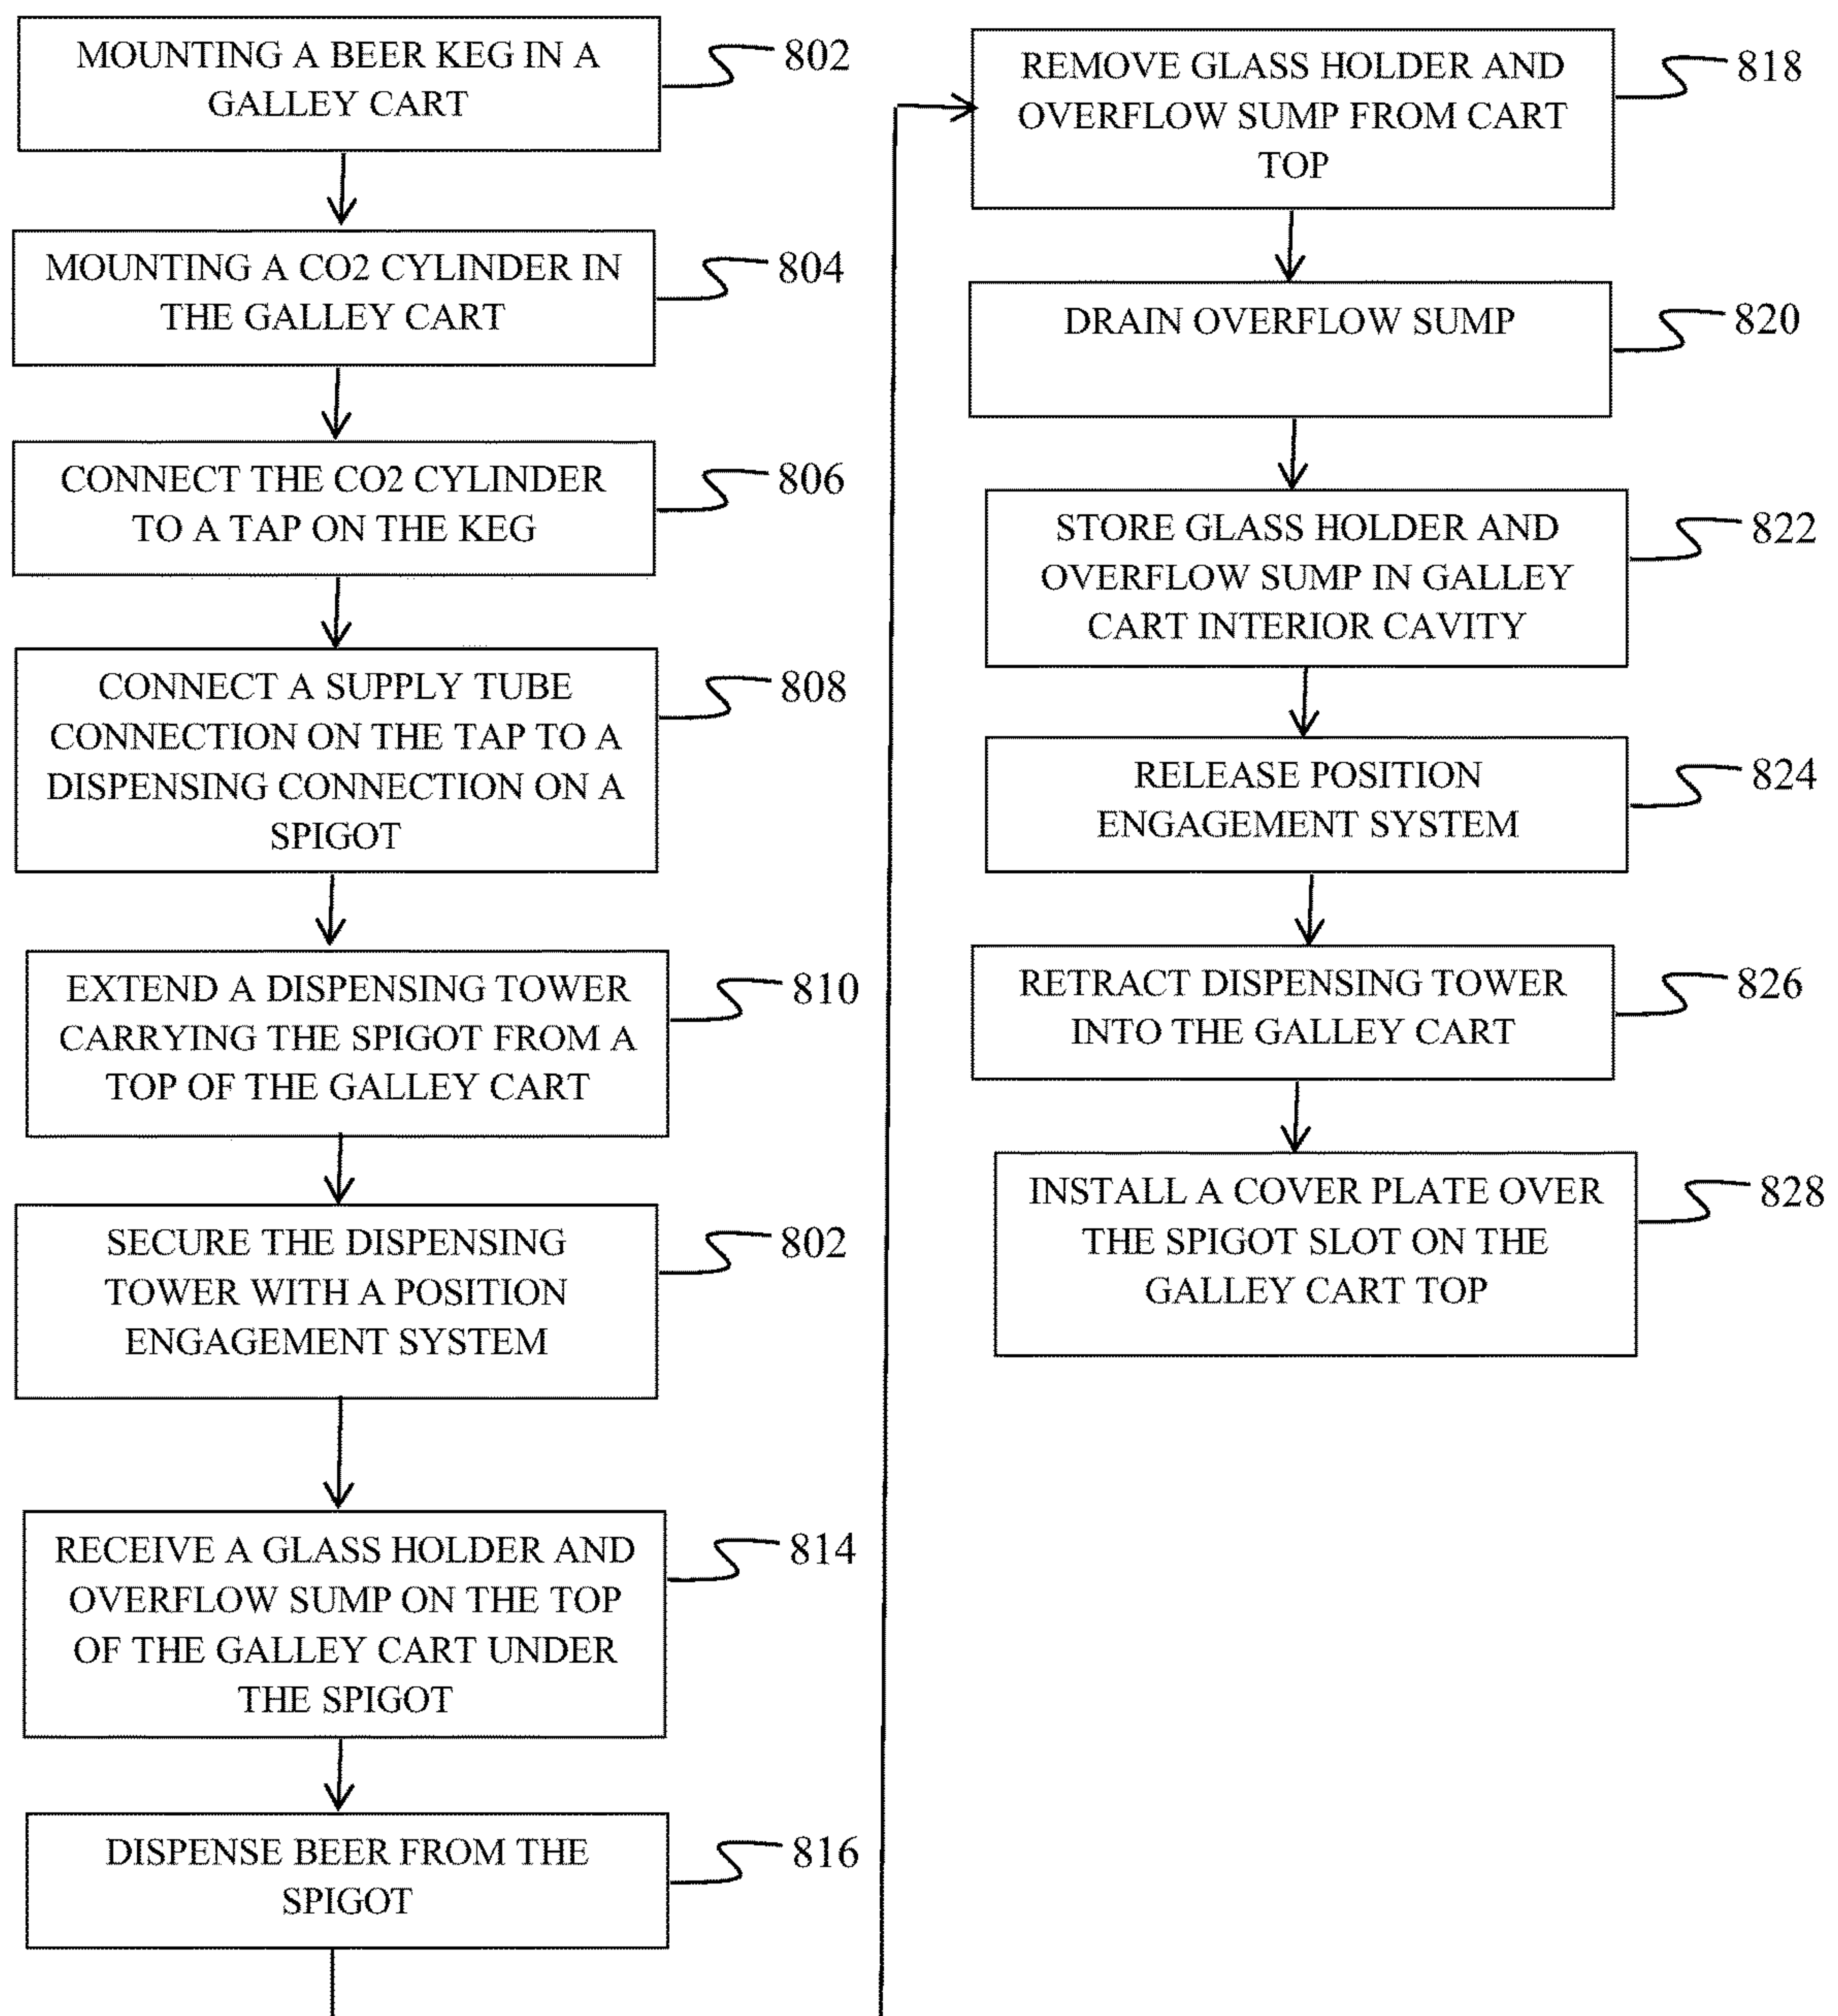 MOUNTING A BEER KEG IN A
GALLEY CART
802
MOUNTING A CO2 CYLINDER IN
THE GALLEY CART
804
CONNECT THE CO2 CYLINDER
TO A TAP ON THE KEG
806
CONNECT A SUPPLY TUBE
CONNECTION ON THE TAP TO A
DISPENSING CONNECTION ON A
SPIGOT
808
EXTEND A DISPENSING TOWER
CARRYING THE SPIGOT FROM A
TOP OF THE GALLEY CART
810
SECURE THE DISPENSING
TOWER WITH A POSITION
ENGAGEMENT SYSTEM
802
RECEIVE A GLASS HOLDER AND
OVERFLOW SUMP ON THE TOP
OF THE GALLEY CART UNDER
THE SPIGOT
814
DISPENSE BEER FROM THE
SPIGOT
816
REMOVE GLASS HOLDER AND
OVERFLOW SUMP FROM CART
TOP
818
DRAIN OVERFLOW SUMP
820
STORE GLASS HOLDER AND
OVERFLOW SUMP IN GALLEY
CART INTERIOR CAVITY
822
RELEASE POSITION
ENGAGEMENT SYSTEM
824
RETRACT DISPENSING TOWER
INTO THE GALLEY CART
826
INSTALL A COVER PLATE OVER
THE SPIGOT SLOT ON THE
GALLEY CART TOP
828